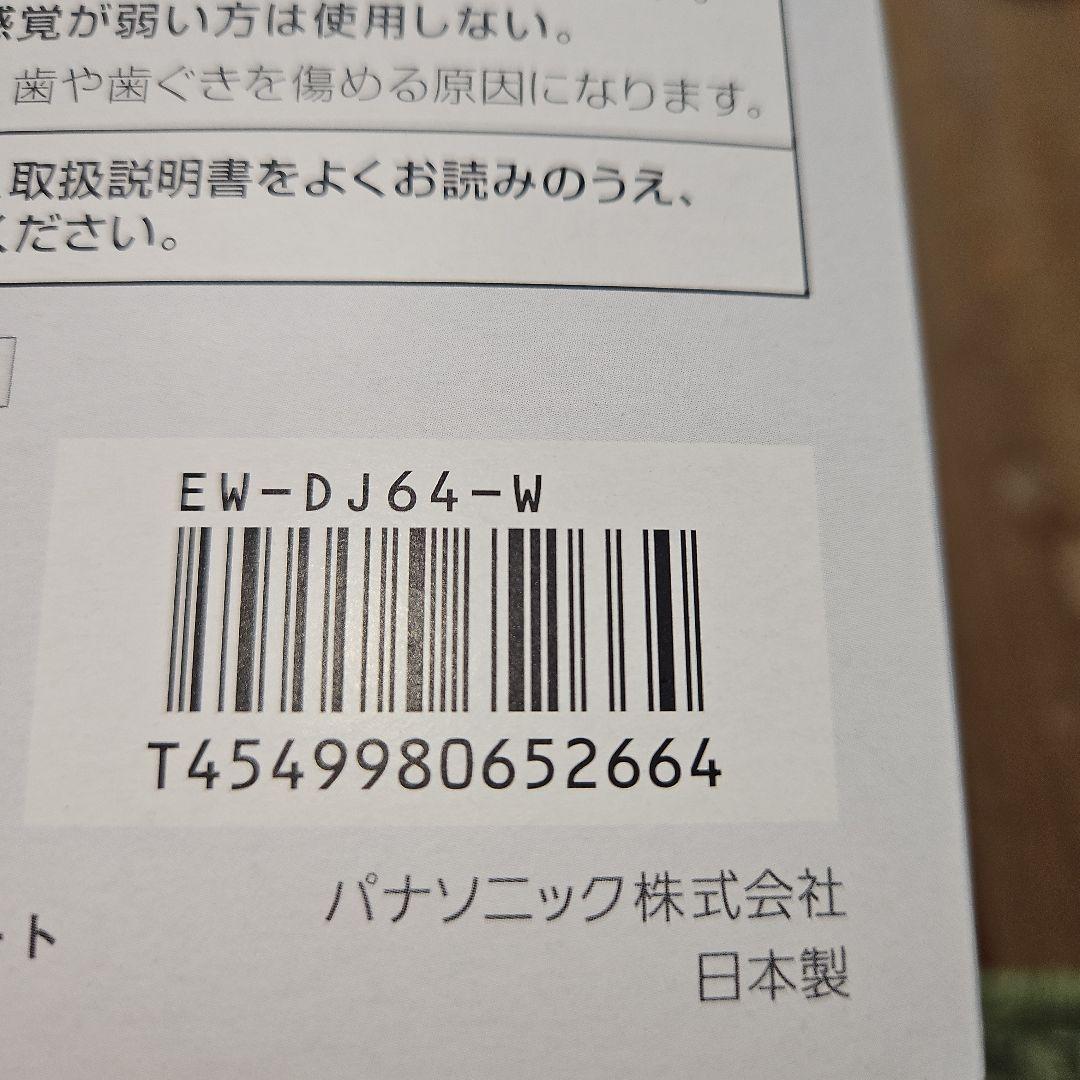 感覚が弱い方は使用しない。
歯や歯ぐきを傷める原因になります。
取扱説明書をよくお読みのうえ、
ください。
EW-DJ64-W
T4549980652664
パナソニック株式会社
ート
日本製